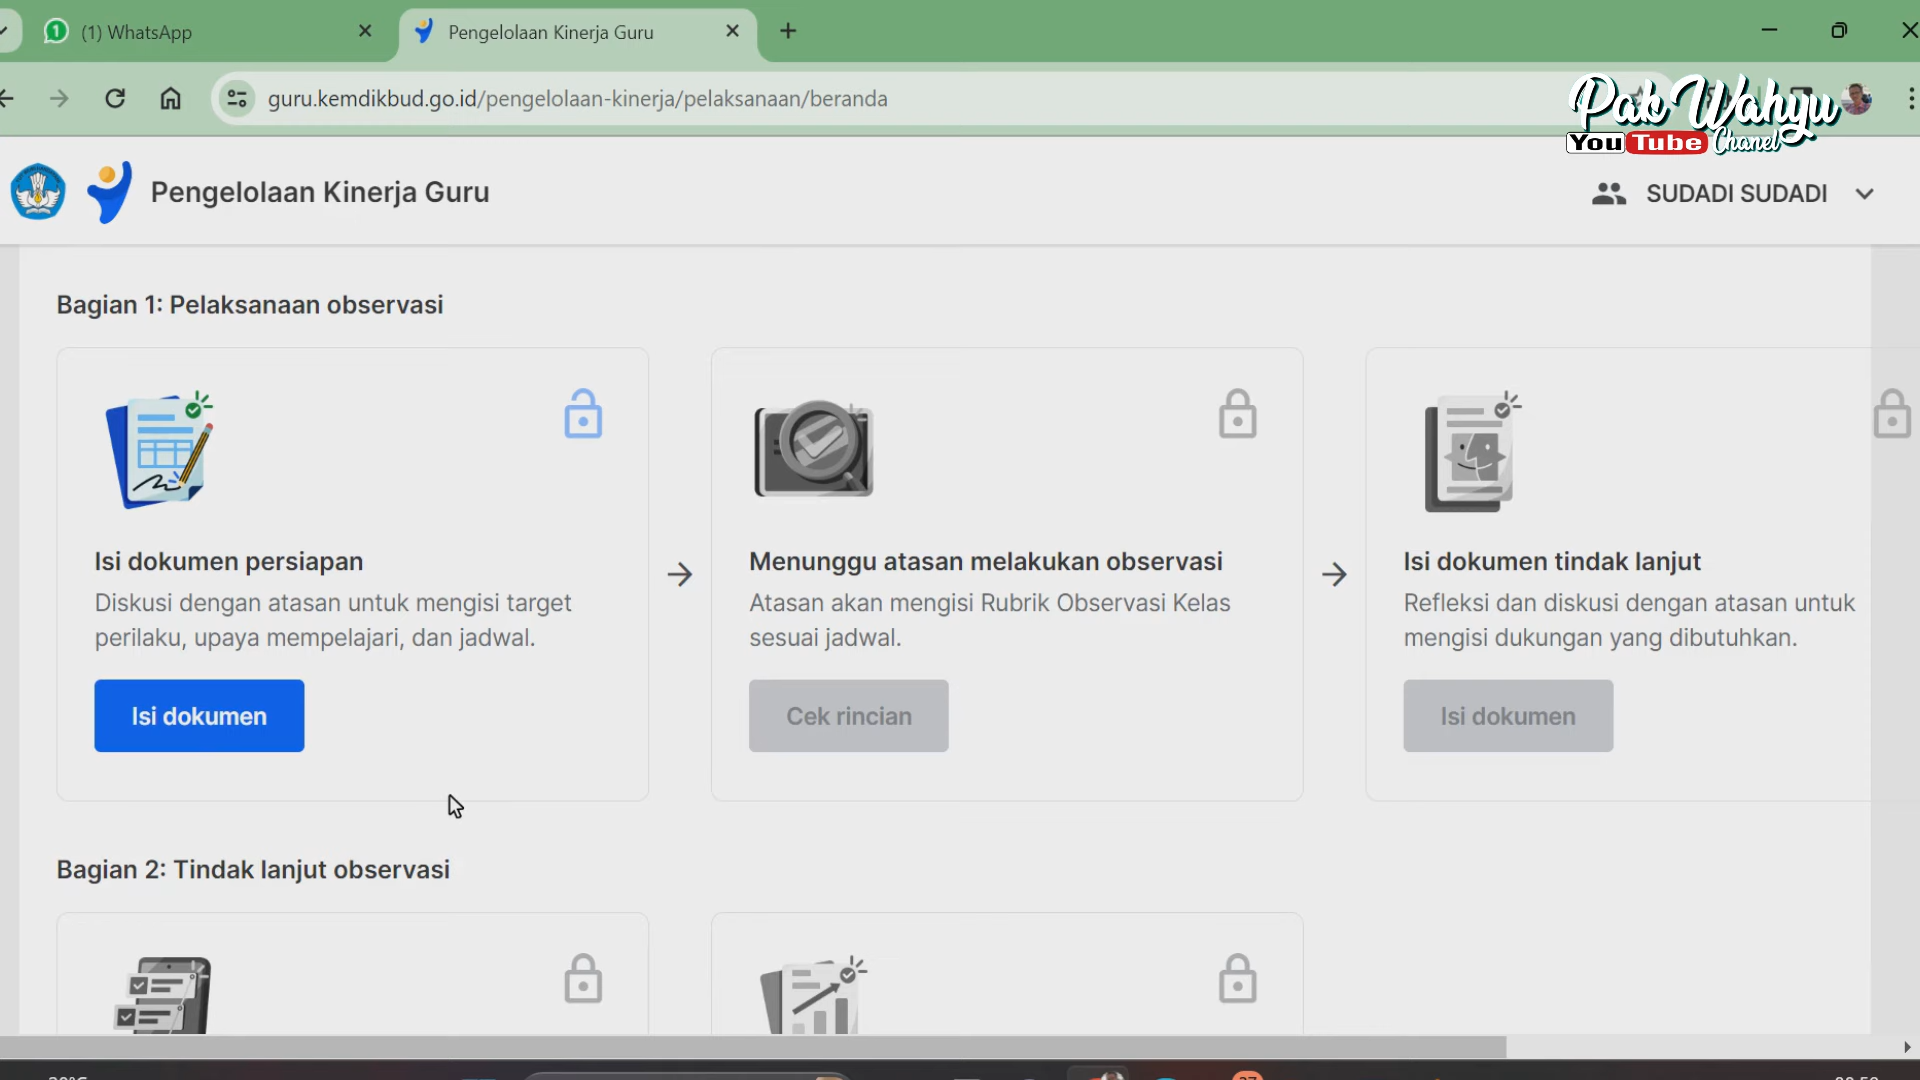 (1) WhatsApp
Pengelolaan Kinerja Guru
guru.kemdikbud.go.id/pengelolaan-kinerja/pelaksanaan/beranda
Pak Wahyu
YouTube Chanel
Pengelolaan Kinerja Guru
SUDADI SUDADI
Bagian 1: Pelaksanaan observasi
Isi dokumen persiapan
Diskusi dengan atasan untuk mengisi target
perilaku, upaya mempelajari, dan jadwal.
Isi dokumen
Menunggu atasan melakukan observasi
Atasan akan mengisi Rubrik Observasi Kelas
sesuai jadwal.
Cek rincian
Isi dokumen tindak lanjut
Refleksi dan diskusi dengan atasan untuk
mengisi dukungan yang dibutuhkan.
Isi dokumen
Bagian 2: Tindak lanjut observasi